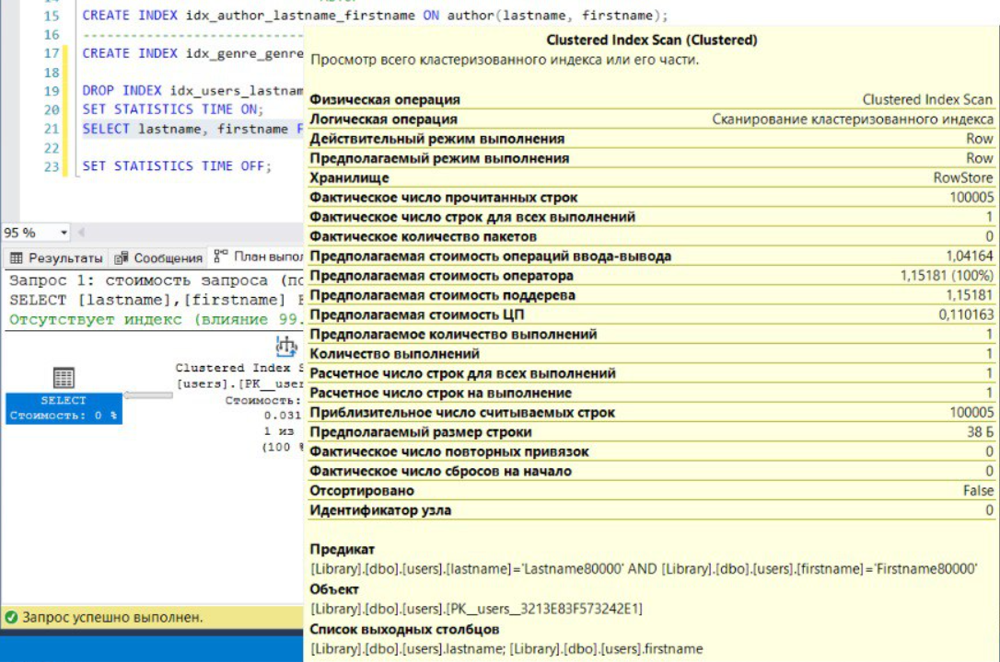 15 CREATE INDEX idx_author_lastname_firstname ON author(lastname, firstname);
16 --------------------------
17 CREATE INDEX idx_genre_genre
18
19 DROP INDEX idx_users_lastnam
20 SET STATISTICS TIME ON;
21 SELECT lastname, firstname F
22
23 SET STATISTICS TIME OFF;
95 %
Результаты Сообщения План выпол
Запрос 1: стоимость запроса (по
SELECT [lastname],[firstname]
Отсутствует индекс (влияние 99.
Clustered Index S
[users].[PK__user
Стоимость:
0.031
1 из
(100 %
SELECT
Стоимость: 0 %
Запрос успешно выполнен.
Clustered Index Scan (Clustered)
Просмотр всего кластеризованного индекса или его части.
Физическая операция Clustered Index Scan
Логическая операция Сканирование кластеризованного индекса
Действительный режим выполнения Row
Предполагаемый режим выполнения Row
Хранилище RowStore
Фактическое число прочитанных строк 100005
Фактическое число строк для всех выполнений 1
Фактическое количество пакетов 0
Предполагаемая стоимость операций ввода-вывода 1,04164
Предполагаемая стоимость оператора 1,15181 (100%)
Предполагаемая стоимость поддерева 1,15181
Предполагаемая стоимость ЦП 0,110163
Предполагаемое количество выполнений 1
Количество выполнений 1
Расчетное число строк для всех выполнений 1
Расчетное число строк на выполнение 1
Приблизительное число считываемых строк 100005
Предполагаемый размер строки 38 Б
Фактическое число повторных привязок 0
Фактическое число сбросов на начало 0
Отсортировано False
Идентификатор узла 0
Предикат
[Library].[dbo].[users].[lastname]='Lastname80000' AND [Library].[dbo].[users].[firstname]='Firstname80000'
Объект
[Library].[dbo].[users].[PK__users__3213E83F573242E1]
Список выходных столбцов
[Library].[dbo].[users].lastname; [Library].[dbo].[users].firstname